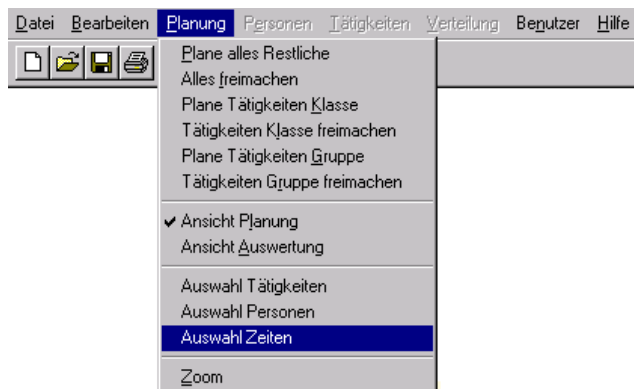 Datei Bearbeiten Planung Personen Tätigkeiten Verteilung Benutzer Hilfe
Plane alles Restliche
Alles freimachen
Plane Tätigkeiten Klasse
Tätigkeiten Klasse freimachen
Plane Tätigkeiten Gruppe
Tätigkeiten Gruppe freimachen
Ansicht Planung
Ansicht Auswertung
Auswahl Tätigkeiten
Auswahl Personen
Auswahl Zeiten
Zoom